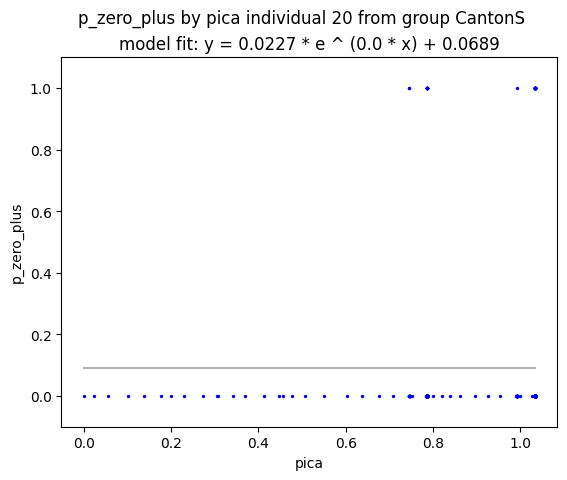 p_zero_plus by pica individual 20 from group CantonS
model fit: y = 0.0227 * e ^ (0.0 * x) + 0.0689
1.0
0.8
0.6
0.4
0.2
0.0
p_zero_plus
0.0 0.2 0.4 0.6 0.8 1.0
pica